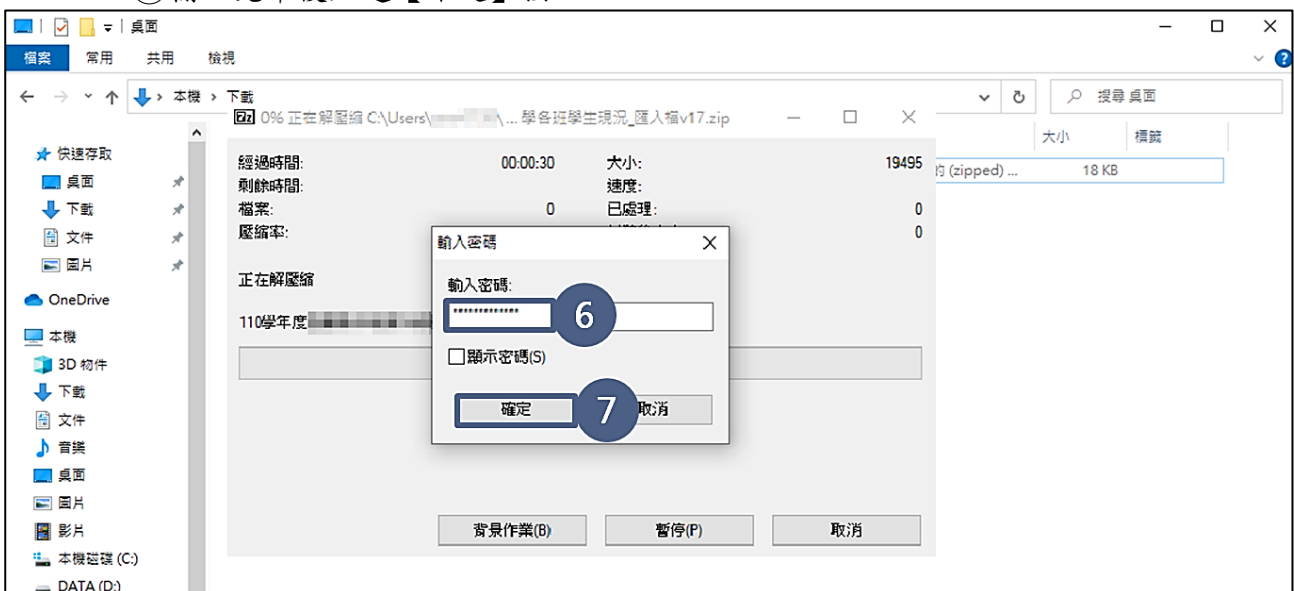 桌面
檔案 常用 共用 檢視
本機 › 下載
搜尋 桌面
0% 正在解壓縮 C:\Users\ \ ... 學各班學生現況_匯入檔v17.zip
大小 標籤
快速存取
經過時間: 00:00:30 大小: 19495
(zipped) ... 18 KB
桌面
剩餘時間: 速度:
下載
檔案: 0 已處理: 0
文件
壓縮率: 0
輸入密碼
圖片
正在解壓縮
輸入密碼:
OneDrive
************* 6
110學年度
本機
顯示密碼(S)
3D 物件
下載
確定 7 取消
文件
音樂
桌面
圖片
影片
背景作業(B) 暫停(P) 取消
本機磁碟 (C:)
DATA (D:)